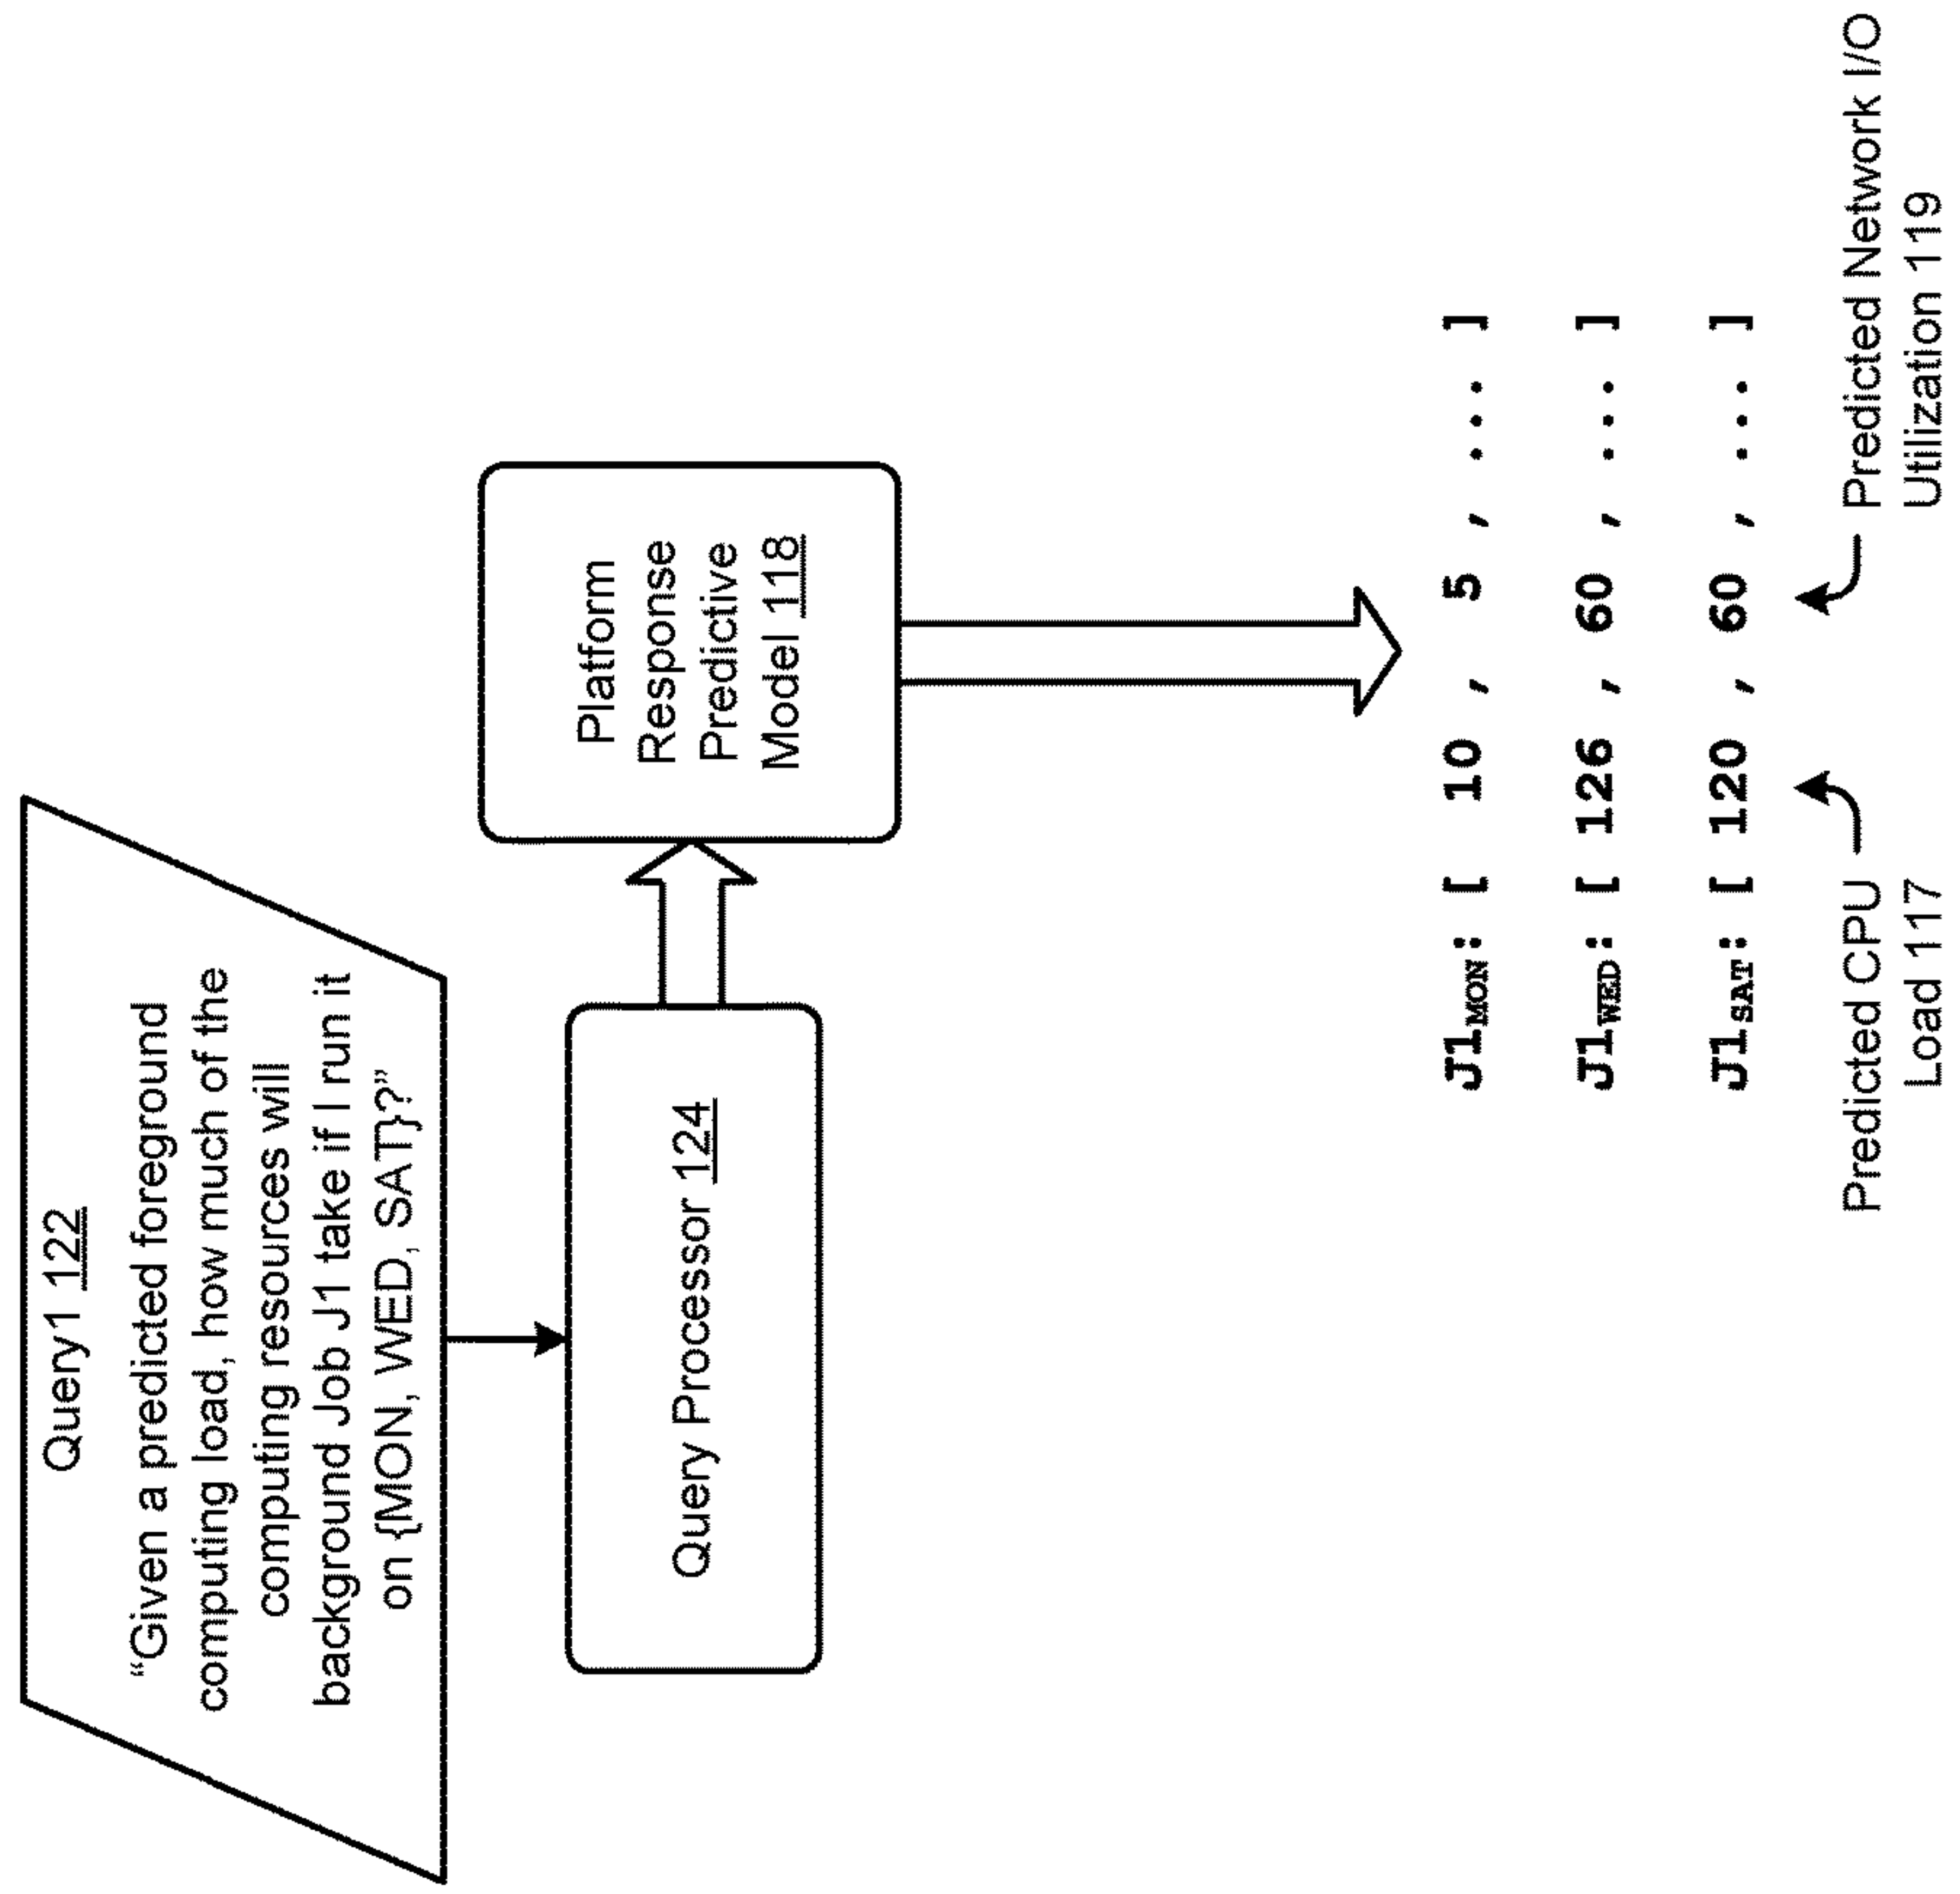 Query1 122
“Given a predicted foreground
computing load, how much of the
computing resources will
background Job J1 take if I run it
on {MON, WED, SAT}?”
Query Processor 124
Platform
Response
Predictive
Model 118
J1MON: [ 10 , 5 , ... ]
J1WED: [ 126 , 60 , ... ]
J1SAT: [ 120 , 60 , ... ]
Predicted CPU
Load 117
Predicted Network I/O
Utilization 119